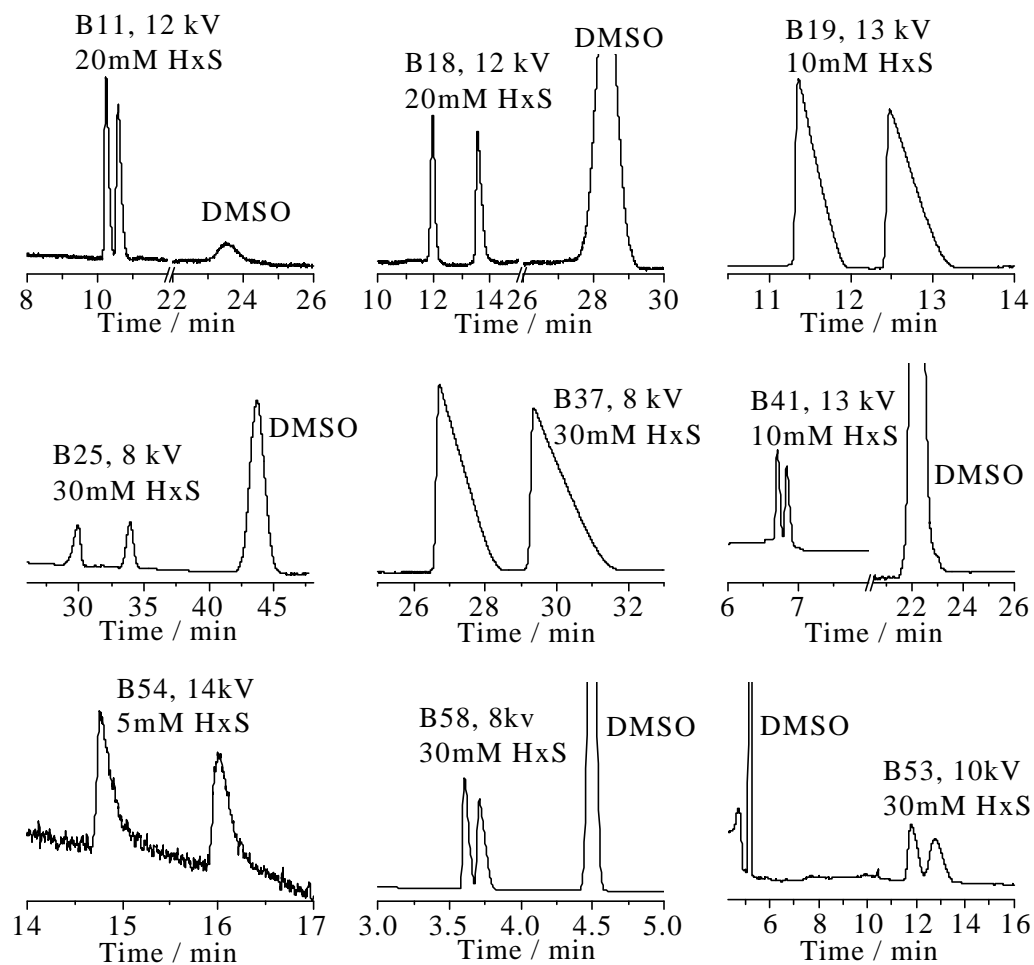 B11, 12 kV
20mM HxS
DMSO
8 10 22 24 26
Time / min
B18, 12 kV
20mM HxS
DMSO
10 12 14 26 28 30
Time / min
B19, 13 kV
10mM HxS
11 12 13 14
Time / min
B25, 8 kV
30mM HxS
DMSO
30 35 40 45
Time / min
B37, 8 kV
30mM HxS
26 28 30 32
Time / min
B41, 13 kV
10mM HxS
DMSO
6 7 22 24 26
Time / min
B54, 14kV
5mM HxS
14 15 16 17
Time / min
B58, 8kv
30mM HxS
DMSO
3.0 3.5 4.0 4.5 5.0
Time / min
DMSO
B53, 10kV
30mM HxS
6 8 10 12 14 16
Time / min